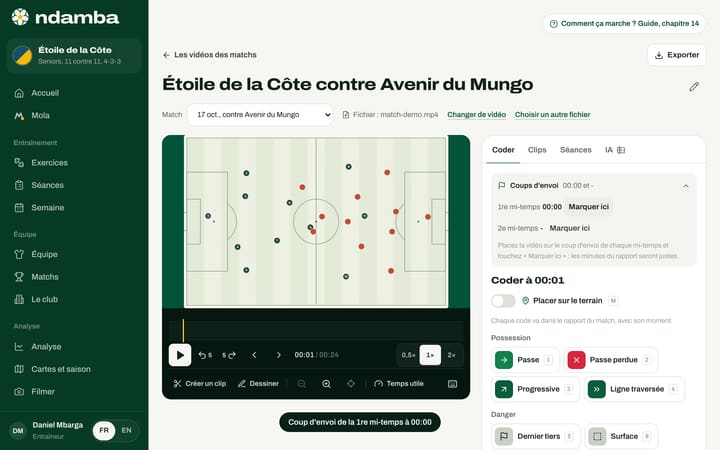 ndamba
Étoile de la Côte
Seniors, 11 contre 11, 4-3-3
Accueil
Mola
Entraînement
Exercices
Séances
Semaine
Équipe
Équipe
Matchs
Le club
Analyse
Analyse
Cartes et saison
Filmer
DM
Daniel Mbarga
Entraîneur
FR
EN
Comment ça marche ? Guide, chapitre 14
Les vidéos des matchs
Exporter
Étoile de la Côte contre Avenir du Mungo
Match
17 oct., contre Avenir du Mungo
Fichier : match-demo.mp4
Changer de vidéo
Choisir un autre fichier
5
5
00:01 / 00:24
0,5×
1×
2×
Créer un clip
Dessiner
Temps utile
Coup d'envoi de la 1re mi-temps à 00:00
Coder
Clips
Séances
IA
Coups d'envoi 00:00 et -
1re mi-temps 00:00 Marquer ici
2e mi-temps - Marquer ici
Placez la vidéo sur le coup d'envoi de chaque mi-temps et
touchez « Marquer ici » : les minutes du rapport seront justes.
Coder à 00:01
Placer sur le terrain M
Chaque code va dans le rapport du match, avec son moment.
Possession
Passe 1
Passe perdue 2
Progressive 3
Ligne traversée 4
Danger
Dernier tiers 5
Surface 6